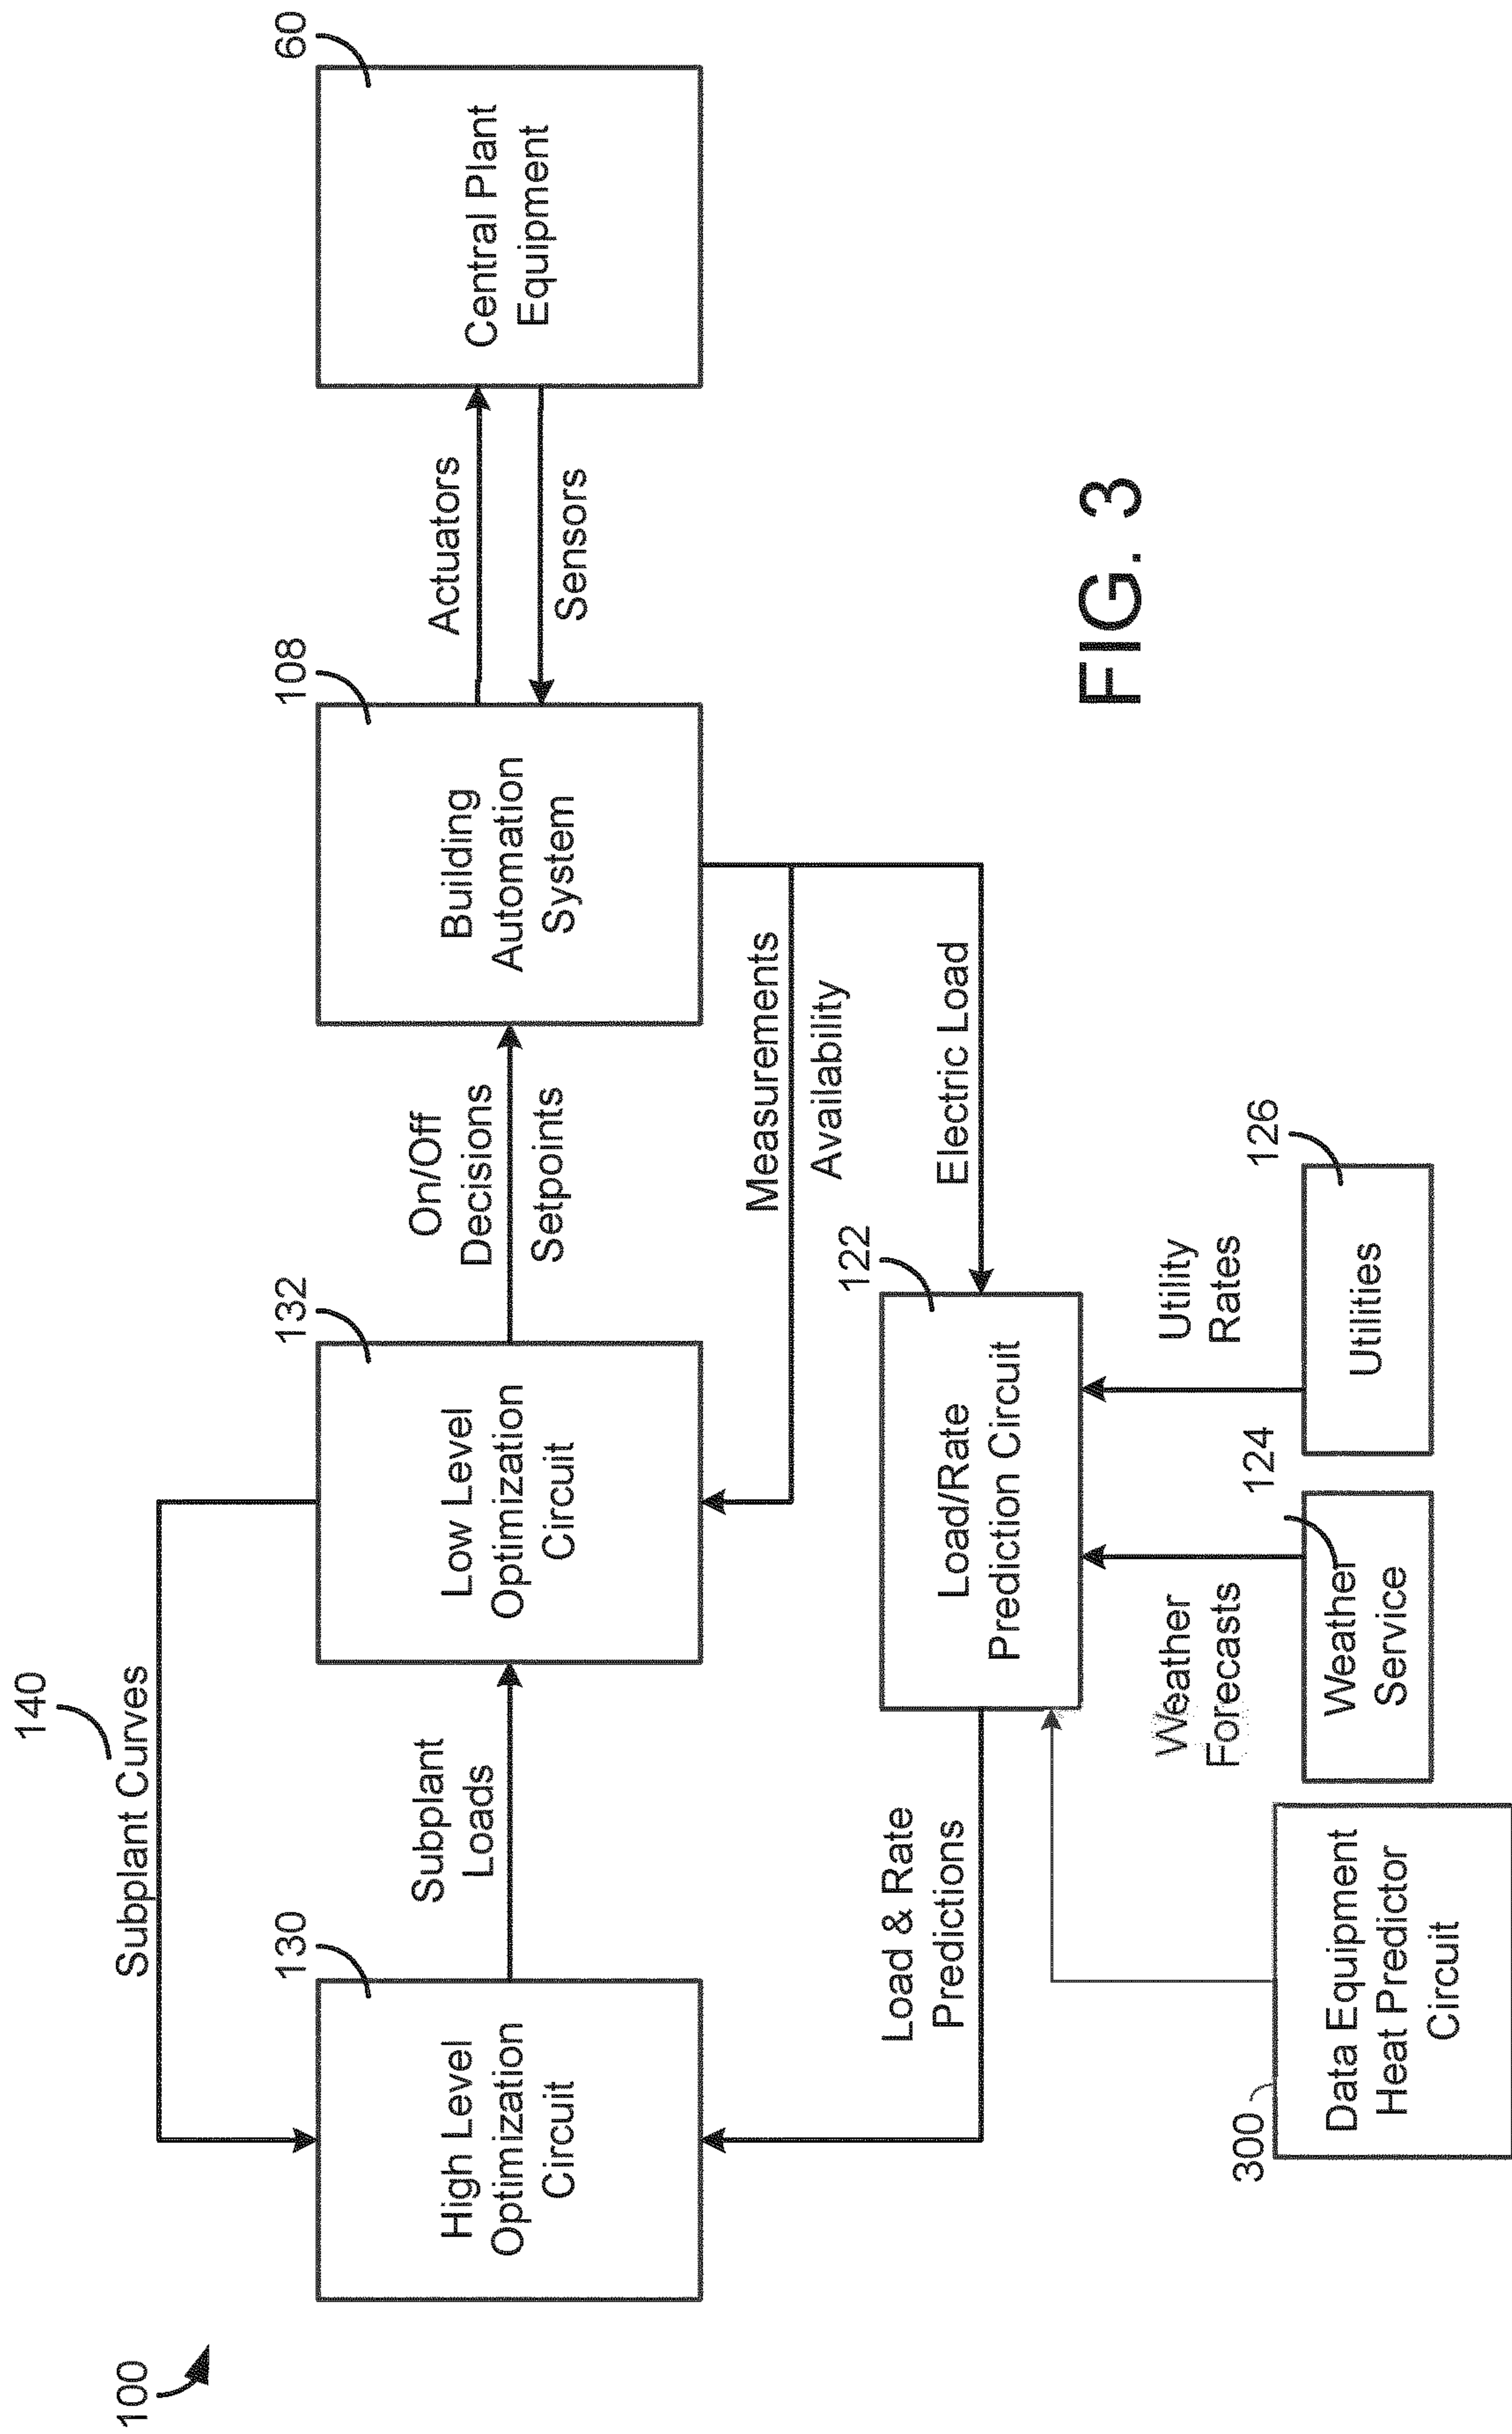 100
140
Subplant Curves
130
High Level
Optimization
Circuit
Subplant
Loads
132
Low Level
Optimization
Circuit
On/Off
Decisions
Setpoints
108
Building
Automation
System
Actuators
Sensors
60
Central Plant
Equipment
Measurements
Availability
Electric Load
Load & Rate
Predictions
122
Load/Rate
Prediction Circuit
Weather
Forecasts
Utility
Rates
300
Data Equipment
Heat Predictor
Circuit
124
Weather
Service
126
Utilities
FIG. 3